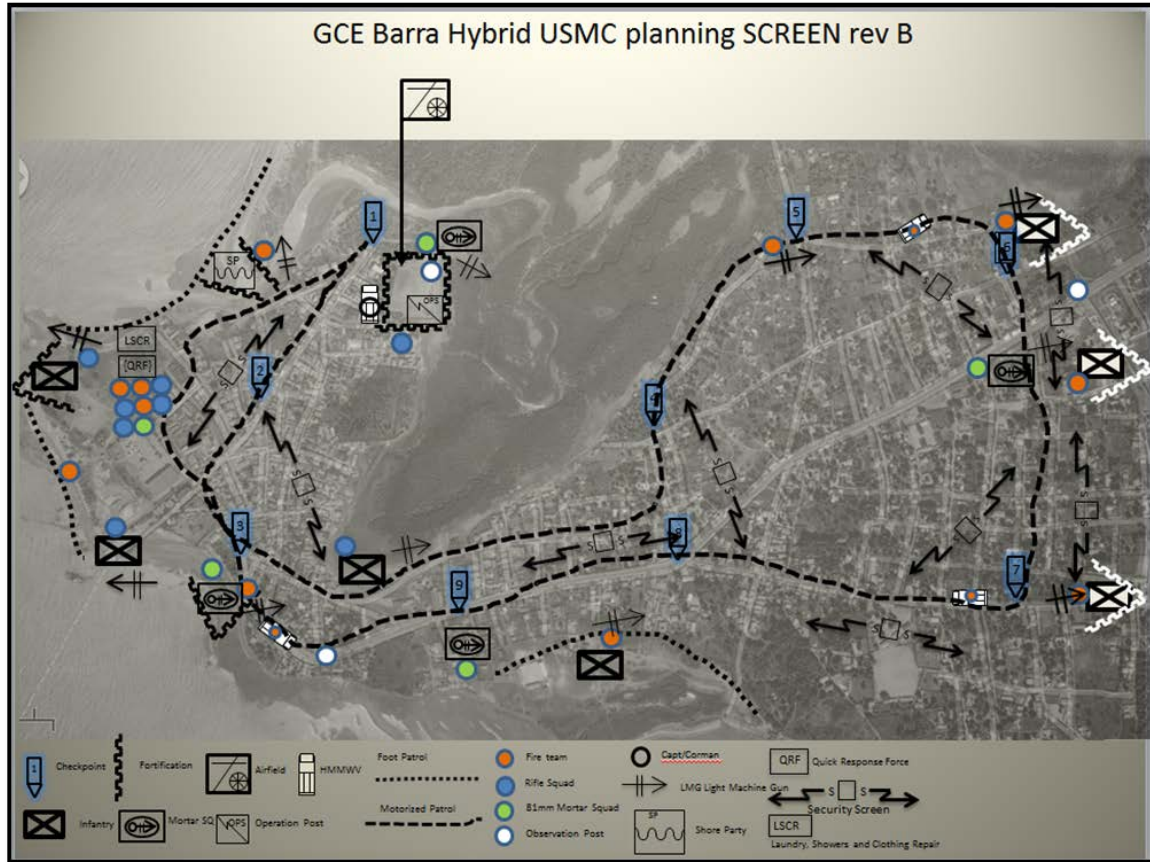 GCE Barra Hybrid USMC planning SCREEN rev B
1
5
SP
OPS
6
LSCR
(QRF)
S S
2
S S
S S
4
S S
S S
S S
3
8
S S
S S
S S
9
7
S S
1 Checkpoint
Fortification
Airfield
HMMWV
Foot Patrol
Fire team
Capt/Corman
QRF Quick Response Force
Rifle Squad
LMG Light Machine Gun
S S
Security Screen
Infantry
Mortar SQ
OPS Operation Post
Motorized Patrol
81mm Mortar Squad
SP Shore Party
LSCR
Observation Post
Laundry, Showers and Clothing Repair